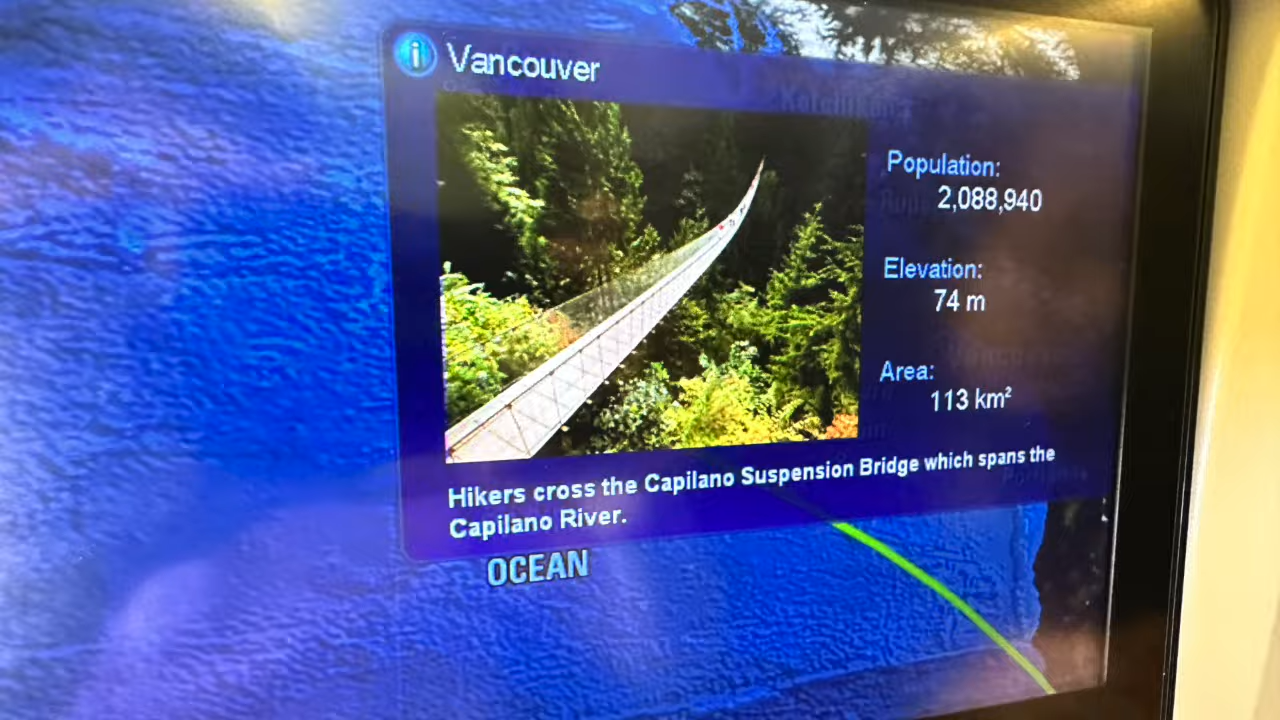 i Vancouver
Population:
2,088,940
Elevation:
74 m
Area:
113 km²
Hikers cross the Capilano Suspension Bridge which spans the
Capilano River.
OCEAN